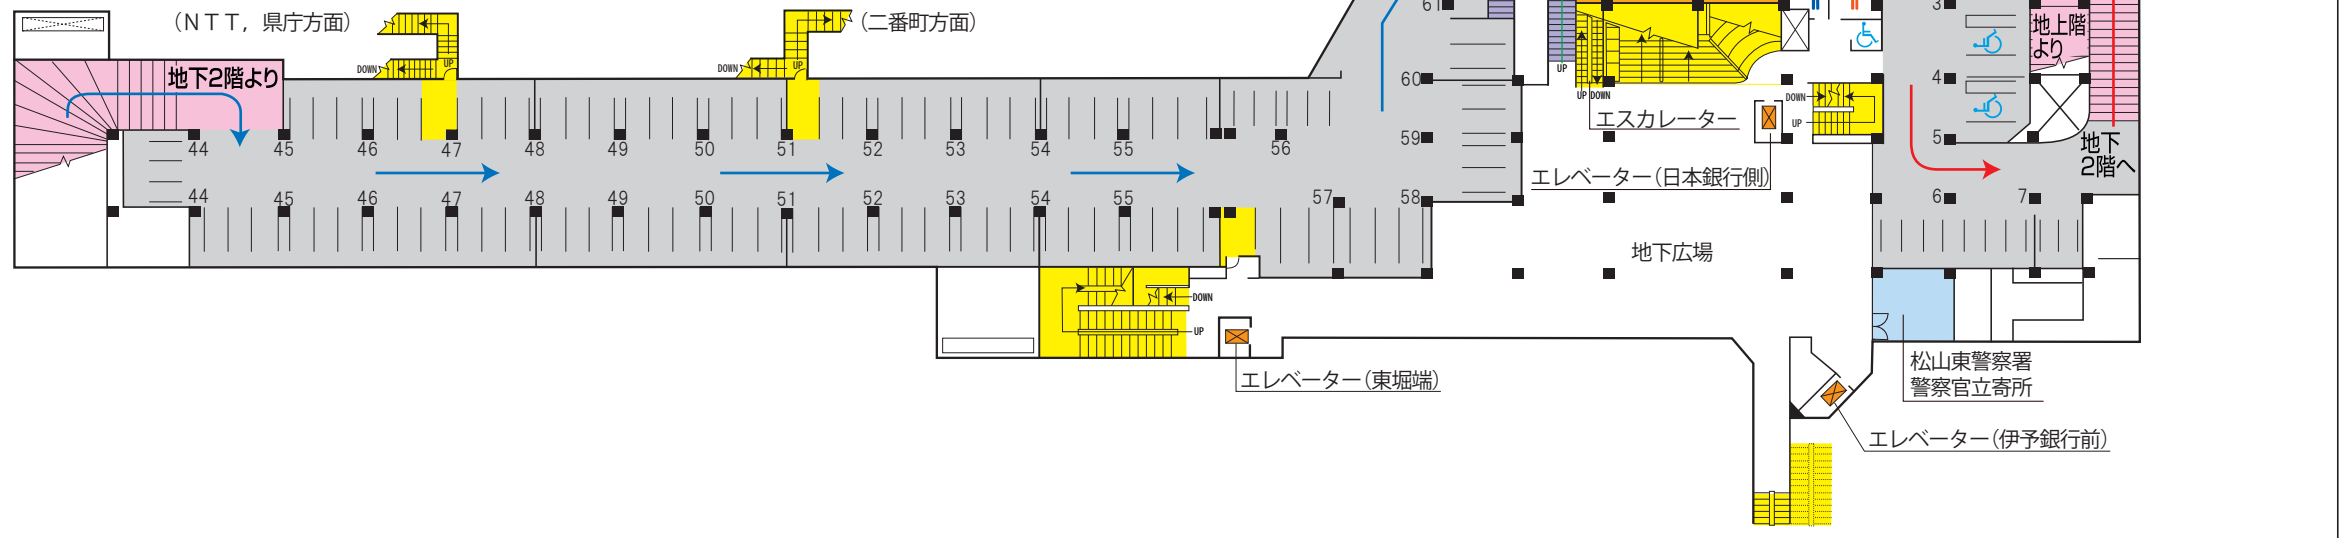 （ＮＴＴ，県庁方面）
（二番町方面）
61
3
地上階
より
地下2階より
DOWN
UP
DOWN
UP
UP
60
4
UP DOWN
エスカレーター
DOWN
UP
44 45 46 47 48 49 50 51 52 53 54 55 56 59
5
地下
2階へ
エレベーター（日本銀行側）
44 45 46 47 48 49 50 51 52 53 54 55 57 58
6 7
地下広場
DOWN
UP
エレベーター（東堀端）
松山東警察署
警察官立寄所
エレベーター（伊予銀行前）